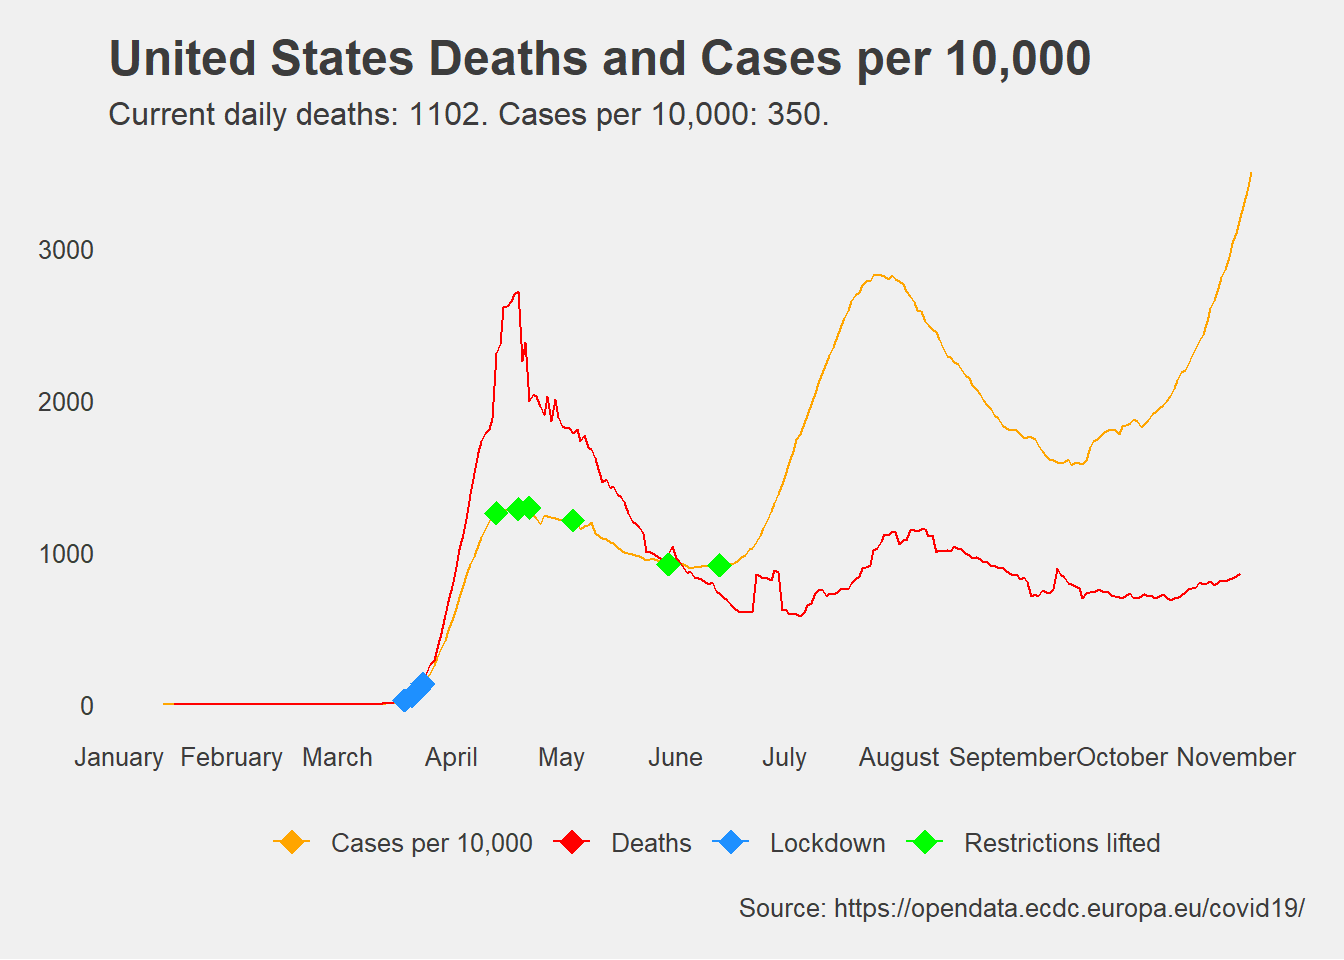 United States Deaths and Cases per 10,000
Current daily deaths: 1102. Cases per 10,000: 350.
3000
2000
1000
0
January February March April May June July August September October November
Cases per 10,000 Deaths Lockdown Restrictions lifted
Source: https://opendata.ecdc.europa.eu/covid19/